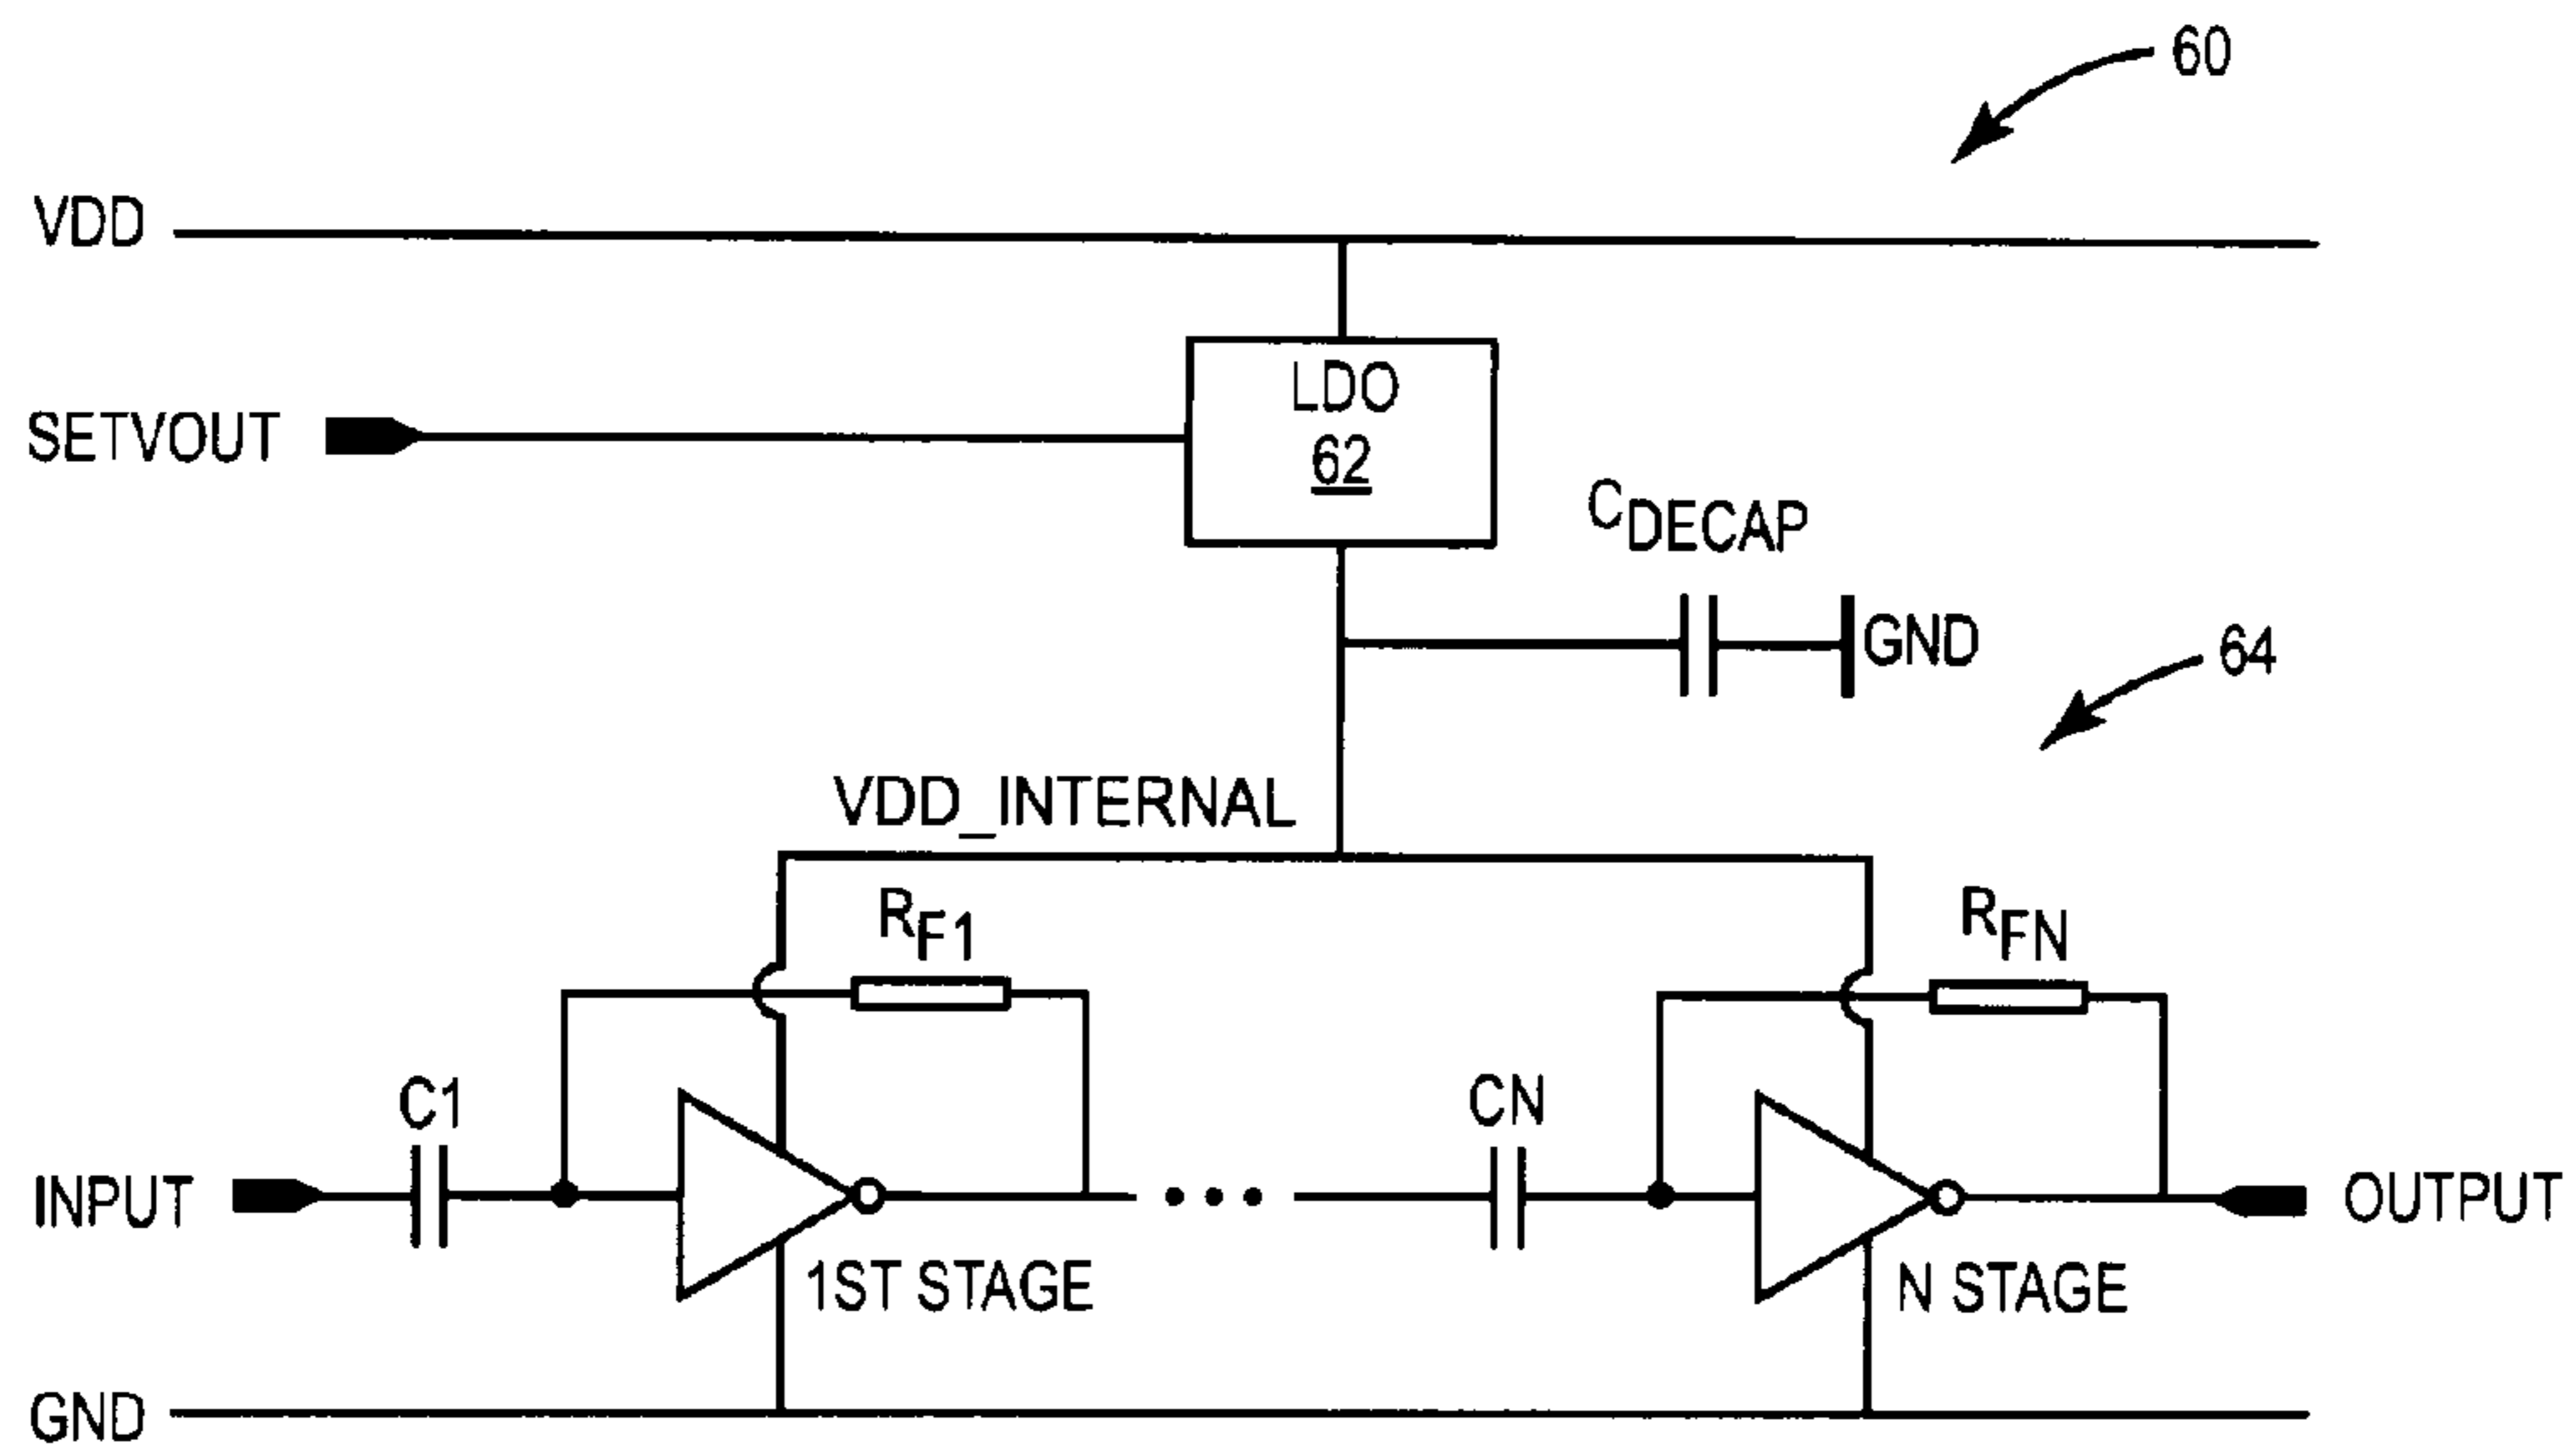 60
VDD
LDO
SETVOUT
62
CDECAP
GND
64
VDD_INTERNAL
RF1
RFN
C1
CN
INPUT
OUTPUT
1ST STAGE
N STAGE
GND